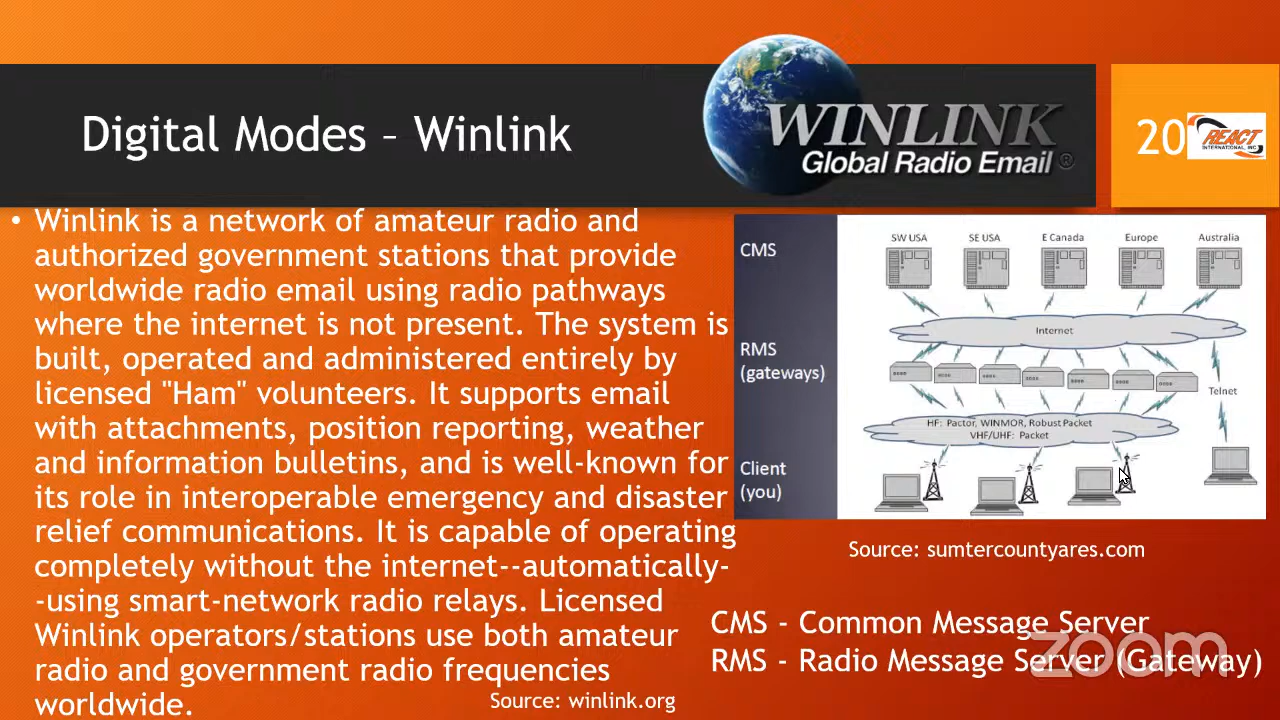 Digital Modes – Winlink
WINLINK
Global Radio Email®
20
REACT
INTERNATIONAL, INC.
• Winlink is a network of amateur radio and
authorized government stations that provide
worldwide radio email using radio pathways
where the internet is not present. The system is
built, operated and administered entirely by
licensed "Ham" volunteers. It supports email
with attachments, position reporting, weather
and information bulletins, and is well-known for
its role in interoperable emergency and disaster
relief communications. It is capable of operating
completely without the internet--automatically-
-using smart-network radio relays. Licensed
Winlink operators/stations use both amateur
radio and government radio frequencies
worldwide.
Source: winlink.org
CMS
SW USA
SE USA
E Canada
Europe
Australia
Internet
RMS
(gateways)
Telnet
HF: Pactor, WINMOR, Robust Packet
VHF/UHF: Packet
Client
(you)
Source: sumtercountyares.com
CMS - Common Message Server
RMS - Radio Message Server (Gateway)
zoom